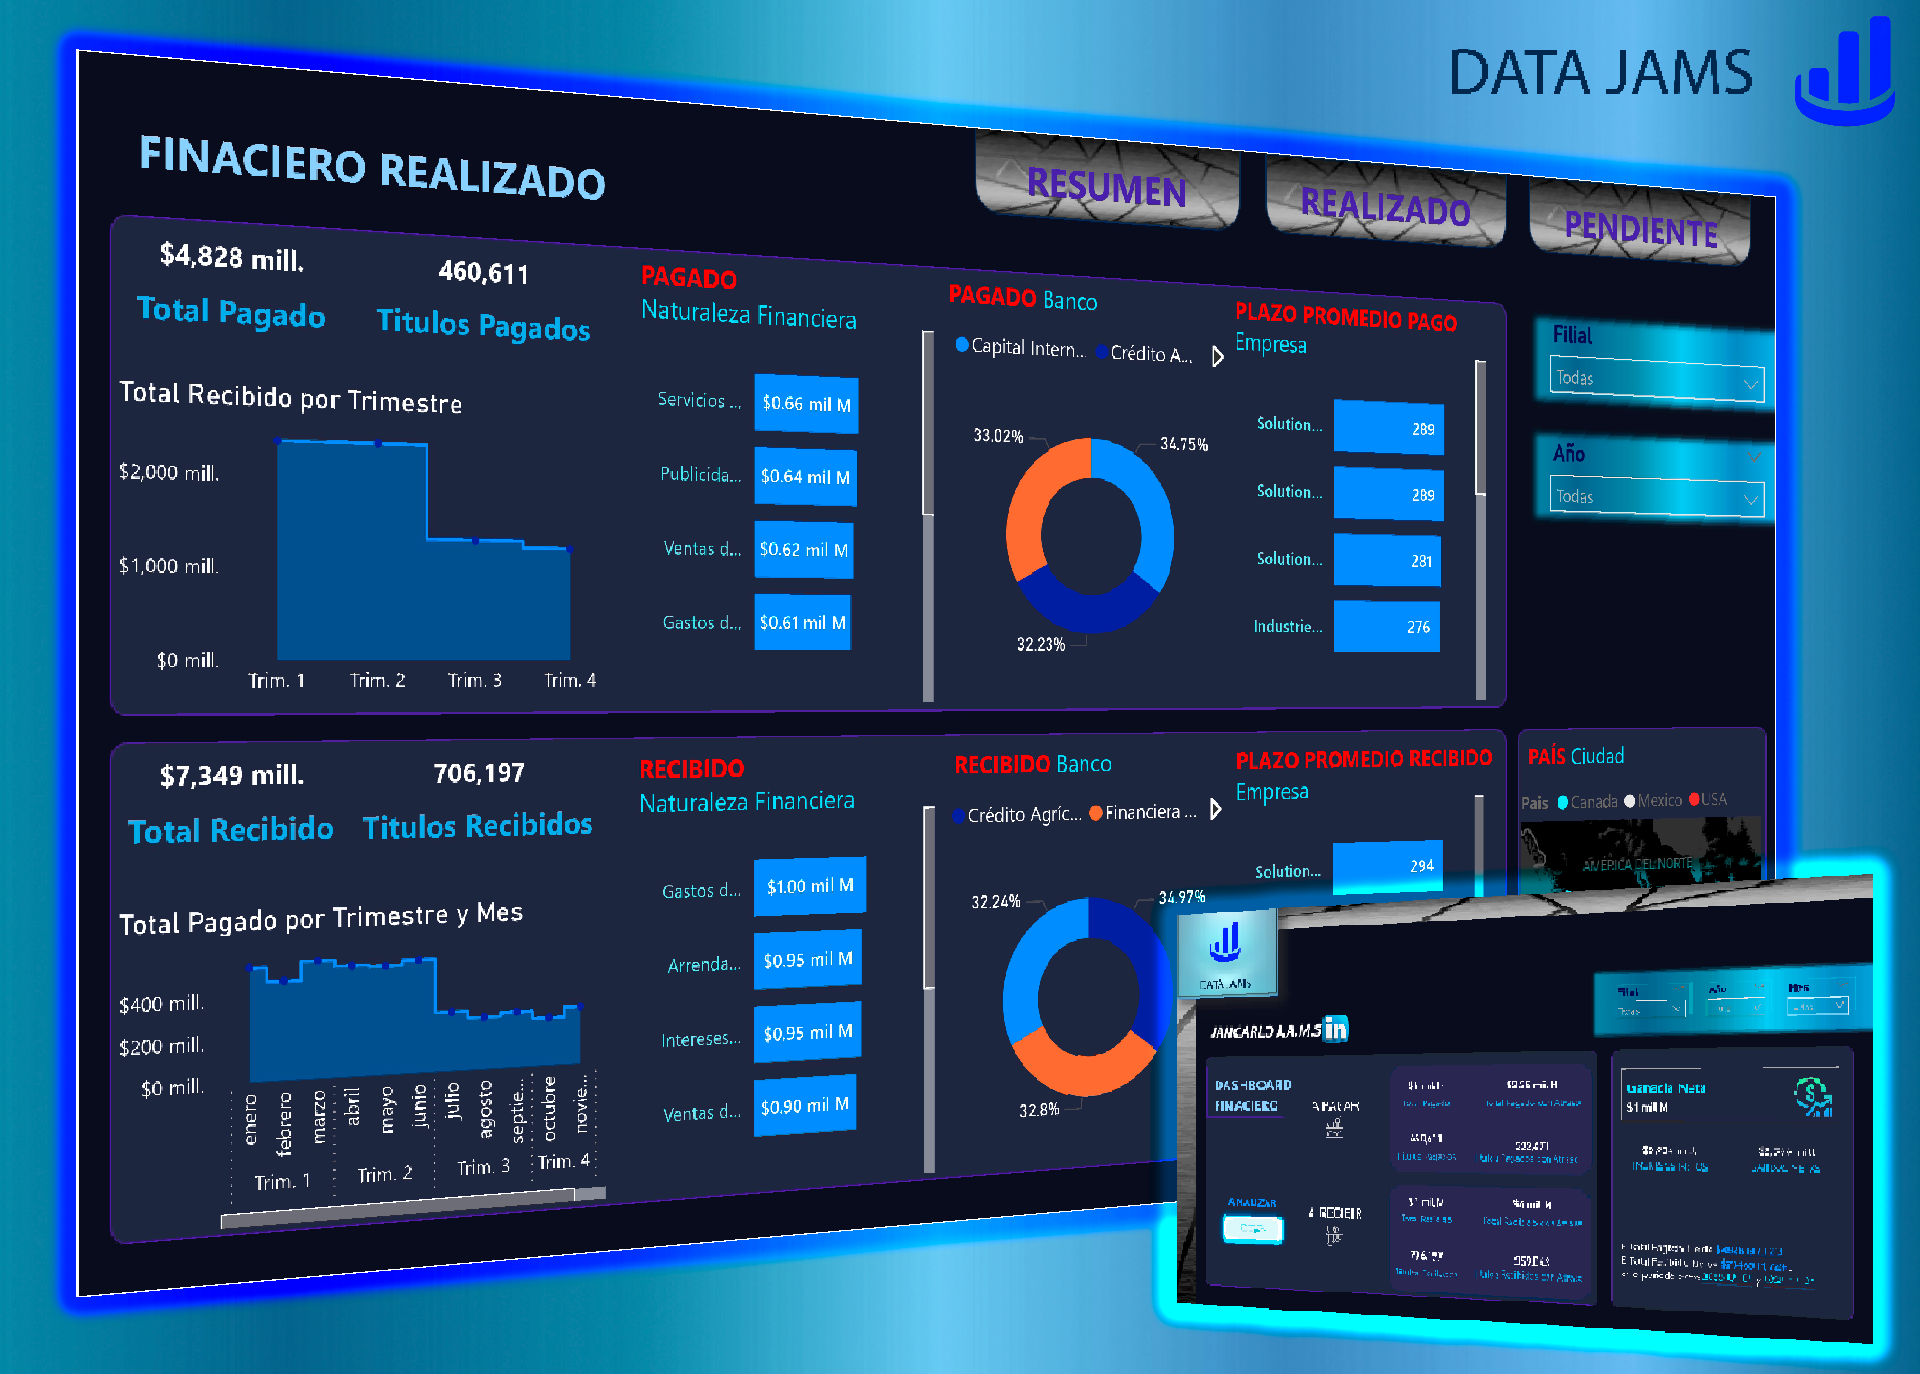 DATA JAMS
FINACIERO REALIZADO
RESUMEN
REALIZADO
PENDIENTE
$4,828 mill.
Total Pagado
460,611
Titulos Pagados
Total Recibido por Trimestre
$2,000 mill.
$1,000 mill.
$0 mill.
Trim. 1
Trim. 2
Trim. 3
Trim. 4
PAGADO
Naturaleza Financiera
Servicios ...
$0.66 mil M
Publicida...
$0.64 mil M
Ventas d...
$0.62 mil M
Gastos d...
$0.61 mil M
PAGADO Banco
Capital Intern...
Crédito A...
33.02%
34.75%
32.23%
PLAZO PROMEDIO PAGO
Empresa
Solution...
289
Solution...
289
Solution...
281
Industrie...
276
Filial
Todas
Año
Todas
$7,349 mill.
Total Recibido
706,197
Titulos Recibidos
Total Pagado por Trimestre y Mes
$400 mill.
$200 mill.
$0 mill.
enero
febrero
marzo
abril
mayo
junio
julio
agosto
septie...
octubre
novie...
Trim. 1
Trim. 2
Trim. 3
Trim. 4
RECIBIDO
Naturaleza Financiera
Gastos d...
$1.00 mil M
Arrenda...
$0.95 mil M
Intereses...
$0.95 mil M
Ventas d...
$0.90 mil M
RECIBIDO Banco
Crédito Agríc...
Financiera ...
32.24%
34.97%
32.8%
PLAZO PROMEDIO RECIBIDO
Empresa
Solution...
294
PAÍS Ciudad
Pais
Canada
Mexico
USA
AMÉRICA DEL NORTE
DATA JAMS
JANCARLO J.A.M.S in
DASHBOARD
FINACIERO
A PAGAR
ANALIZAR
A RECIBIR
Ganacia Neta
$1 mil M